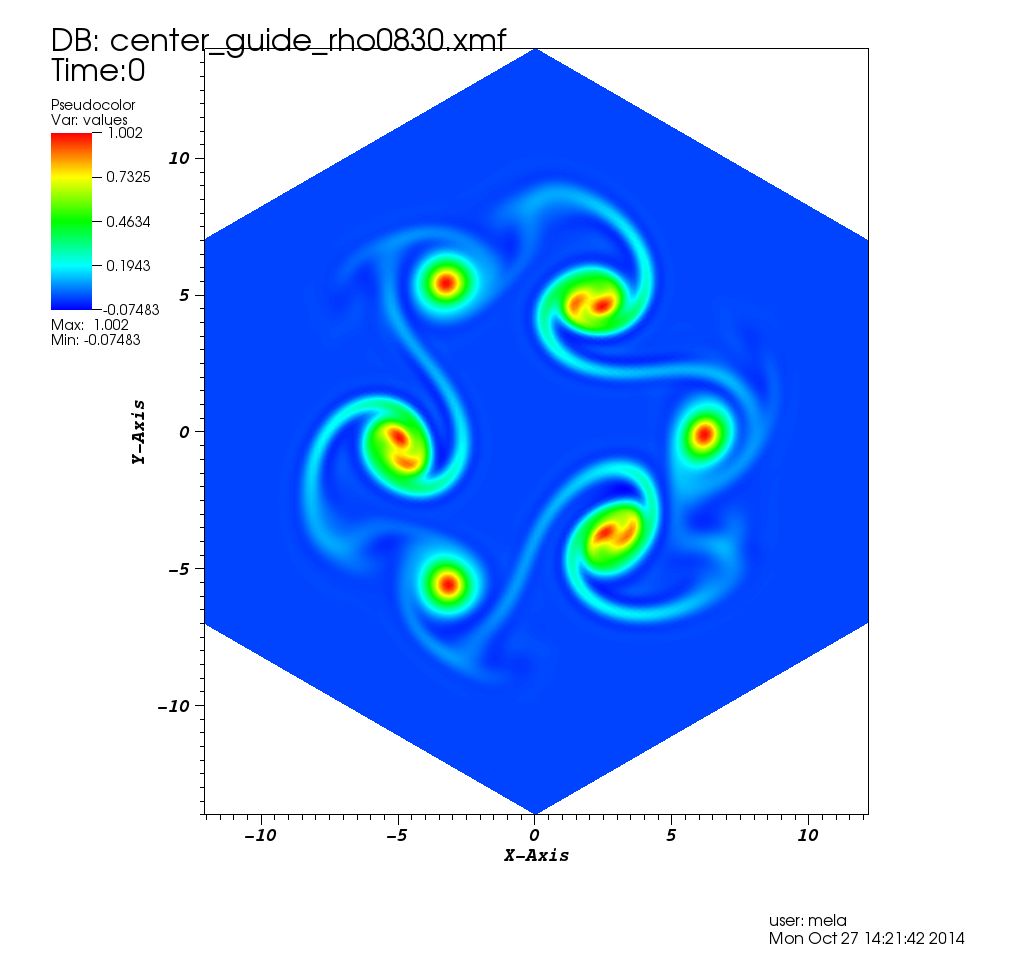 DB: center_guide_rho0830.xmf
Time:0
Pseudocolor
Var: values
1.002
0.7325
0.4634
0.1943
-0.07483
Max: 1.002
Min: -0.07483
10
5
0
-5
-10
Y-Axis
-10 -5 0 5 10
X-Axis
user: mela
Mon Oct 27 14:21:42 2014